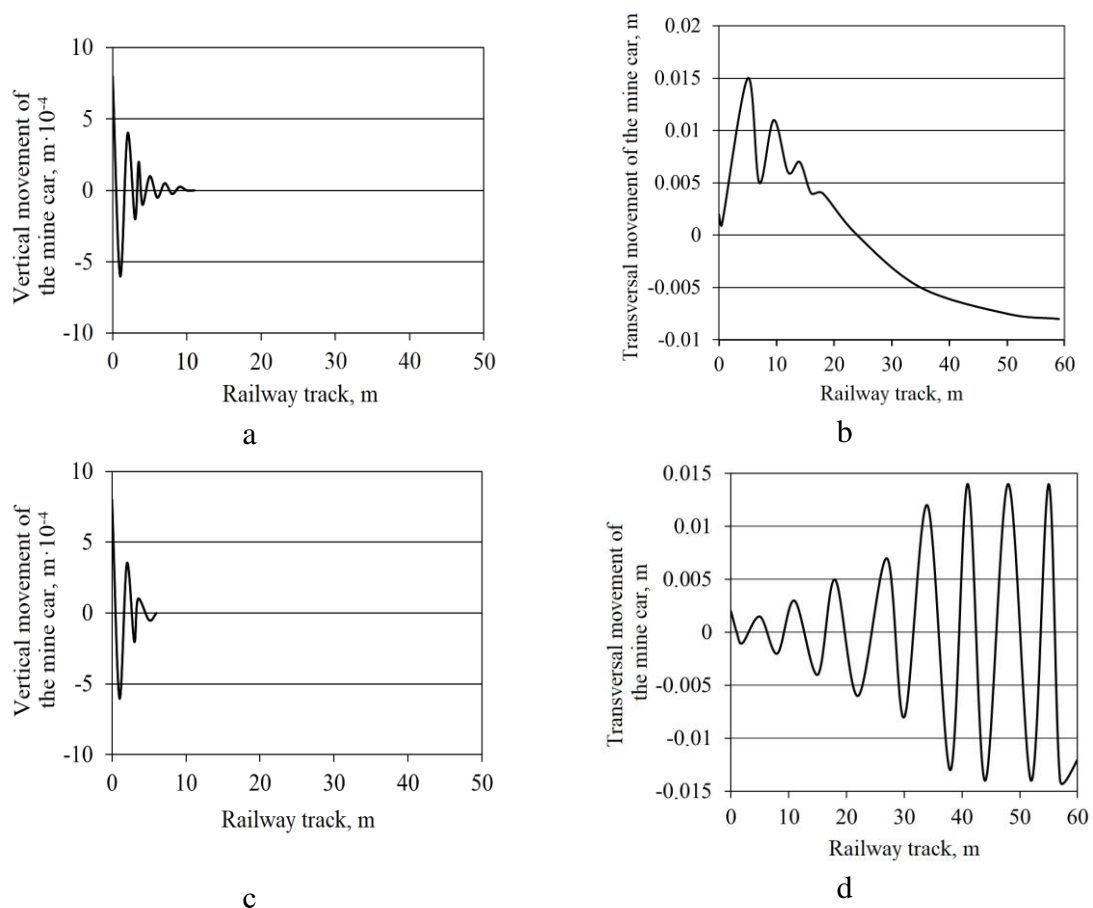 Vertical movement of
the mine car, m·10⁻⁴
10
5
0
-5
-10
0 10 20 30 40 50
Railway track, m
a
Transversal movement of the mine car, m
0.02
0.015
0.01
0.005
0
-0.005
-0.01
0 10 20 30 40 50 60
Railway track, m
b
Vertical movement of
the mine car, m·10⁻⁴
10
5
0
-5
-10
0 10 20 30 40 50
Railway track, m
c
Transversal movement of
the mine car, m
0.015
0.01
0.005
0
-0.005
-0.01
-0.015
0 10 20 30 40 50 60
Railway track, m
d